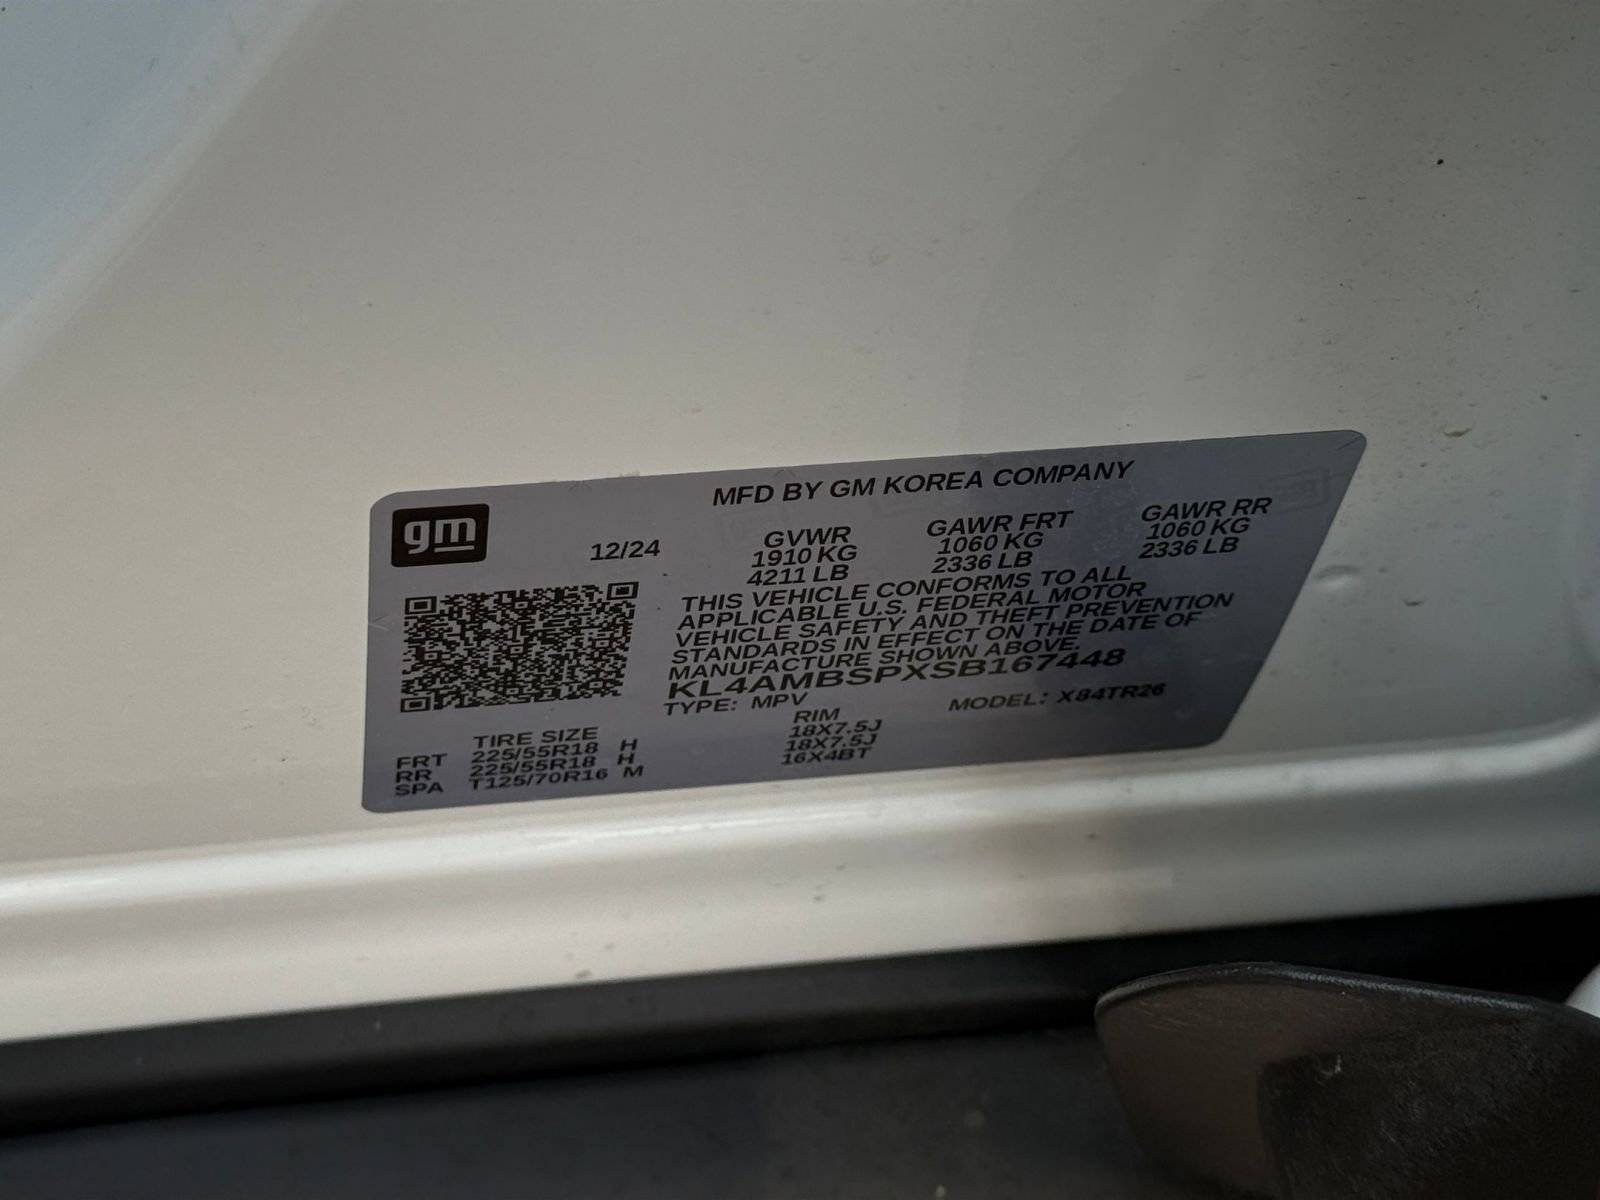 MFD BY GM KOREA COMPANY
gm
12/24
GVWR
1910 KG
4211 LB
GAWR FRT
1060 KG
2336 LB
GAWR RR
1060 KG
2336 LB
THIS VEHICLE CONFORMS TO ALL
APPLICABLE U.S. FEDERAL MOTOR
VEHICLE SAFETY AND THEFT PREVENTION
STANDARDS IN EFFECT ON THE DATE OF
MANUFACTURE SHOWN ABOVE.
KL4AMBSPXSB167448
TYPE: MPV MODEL: X84TR26
TIRE SIZE RIM
FRT 225/55R18 H 18X7.5J
RR 225/55R18 H 18X7.5J
SPA T125/70R16 M 16X4BT